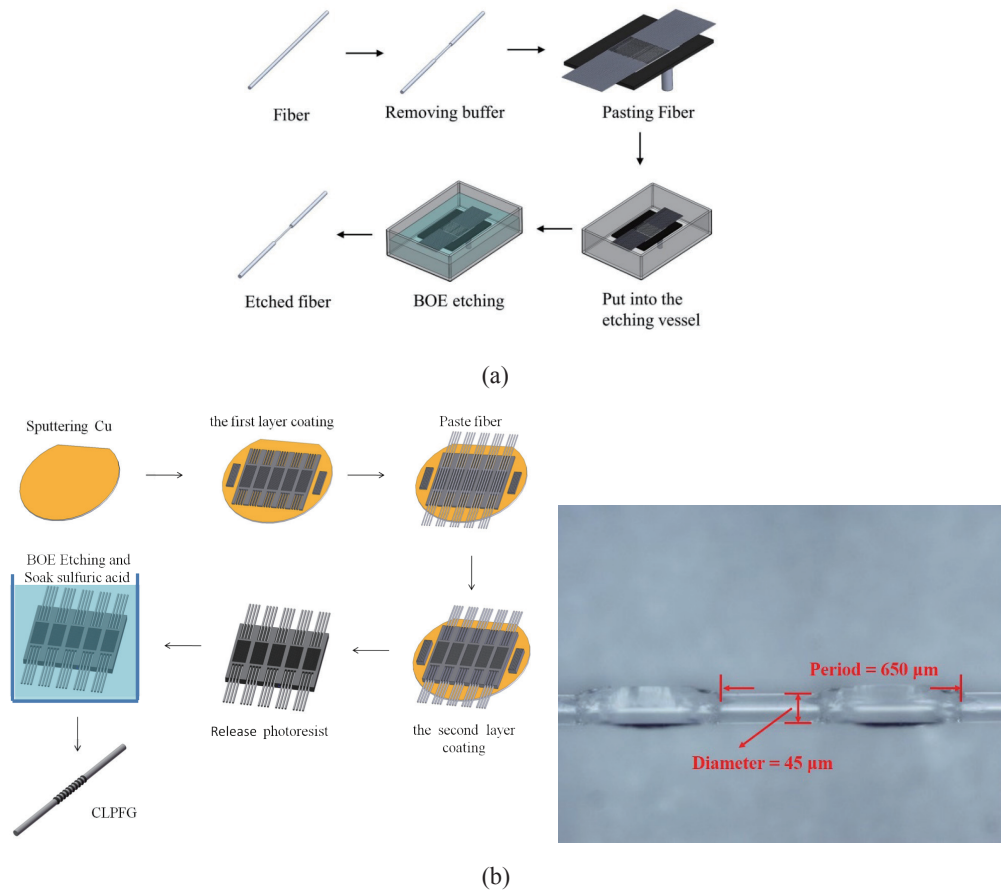 Fiber
Removing buffer
Pasting Fiber
Etched fiber
BOE etching
Put into the
etching vessel
(a)
Sputtering Cu
the first layer coating
Paste fiber
BOE Etching and
Soak sulfuric acid
Release photoresist
the second layer
coating
CLPFG
Period = 650 µm
Diameter = 45 µm
(b)